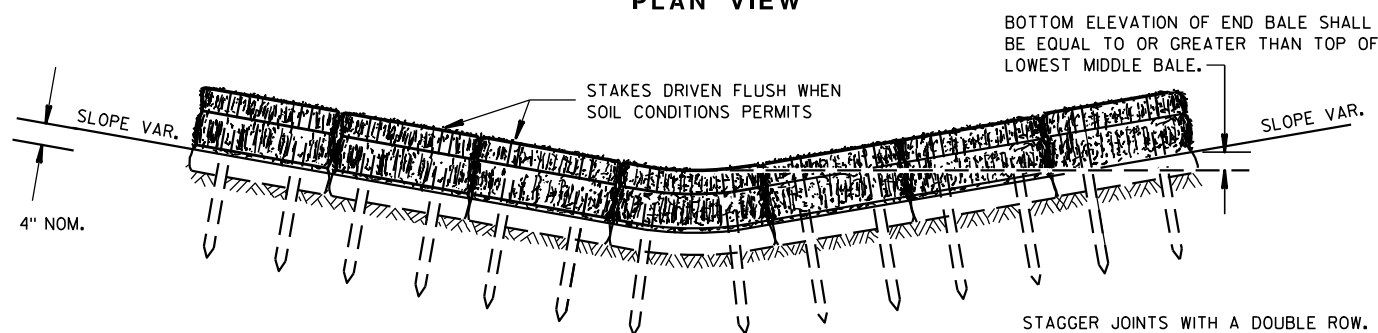 PLAN VIEW
BOTTOM ELEVATION OF END BALE SHALL
BE EQUAL TO OR GREATER THAN TOP OF
LOWEST MIDDLE BALE.
STAKES DRIVEN FLUSH WHEN
SOIL CONDITIONS PERMITS
SLOPE VAR.
SLOPE VAR.
4" NOM.
STAGGER JOINTS WITH A DOUBLE ROW.